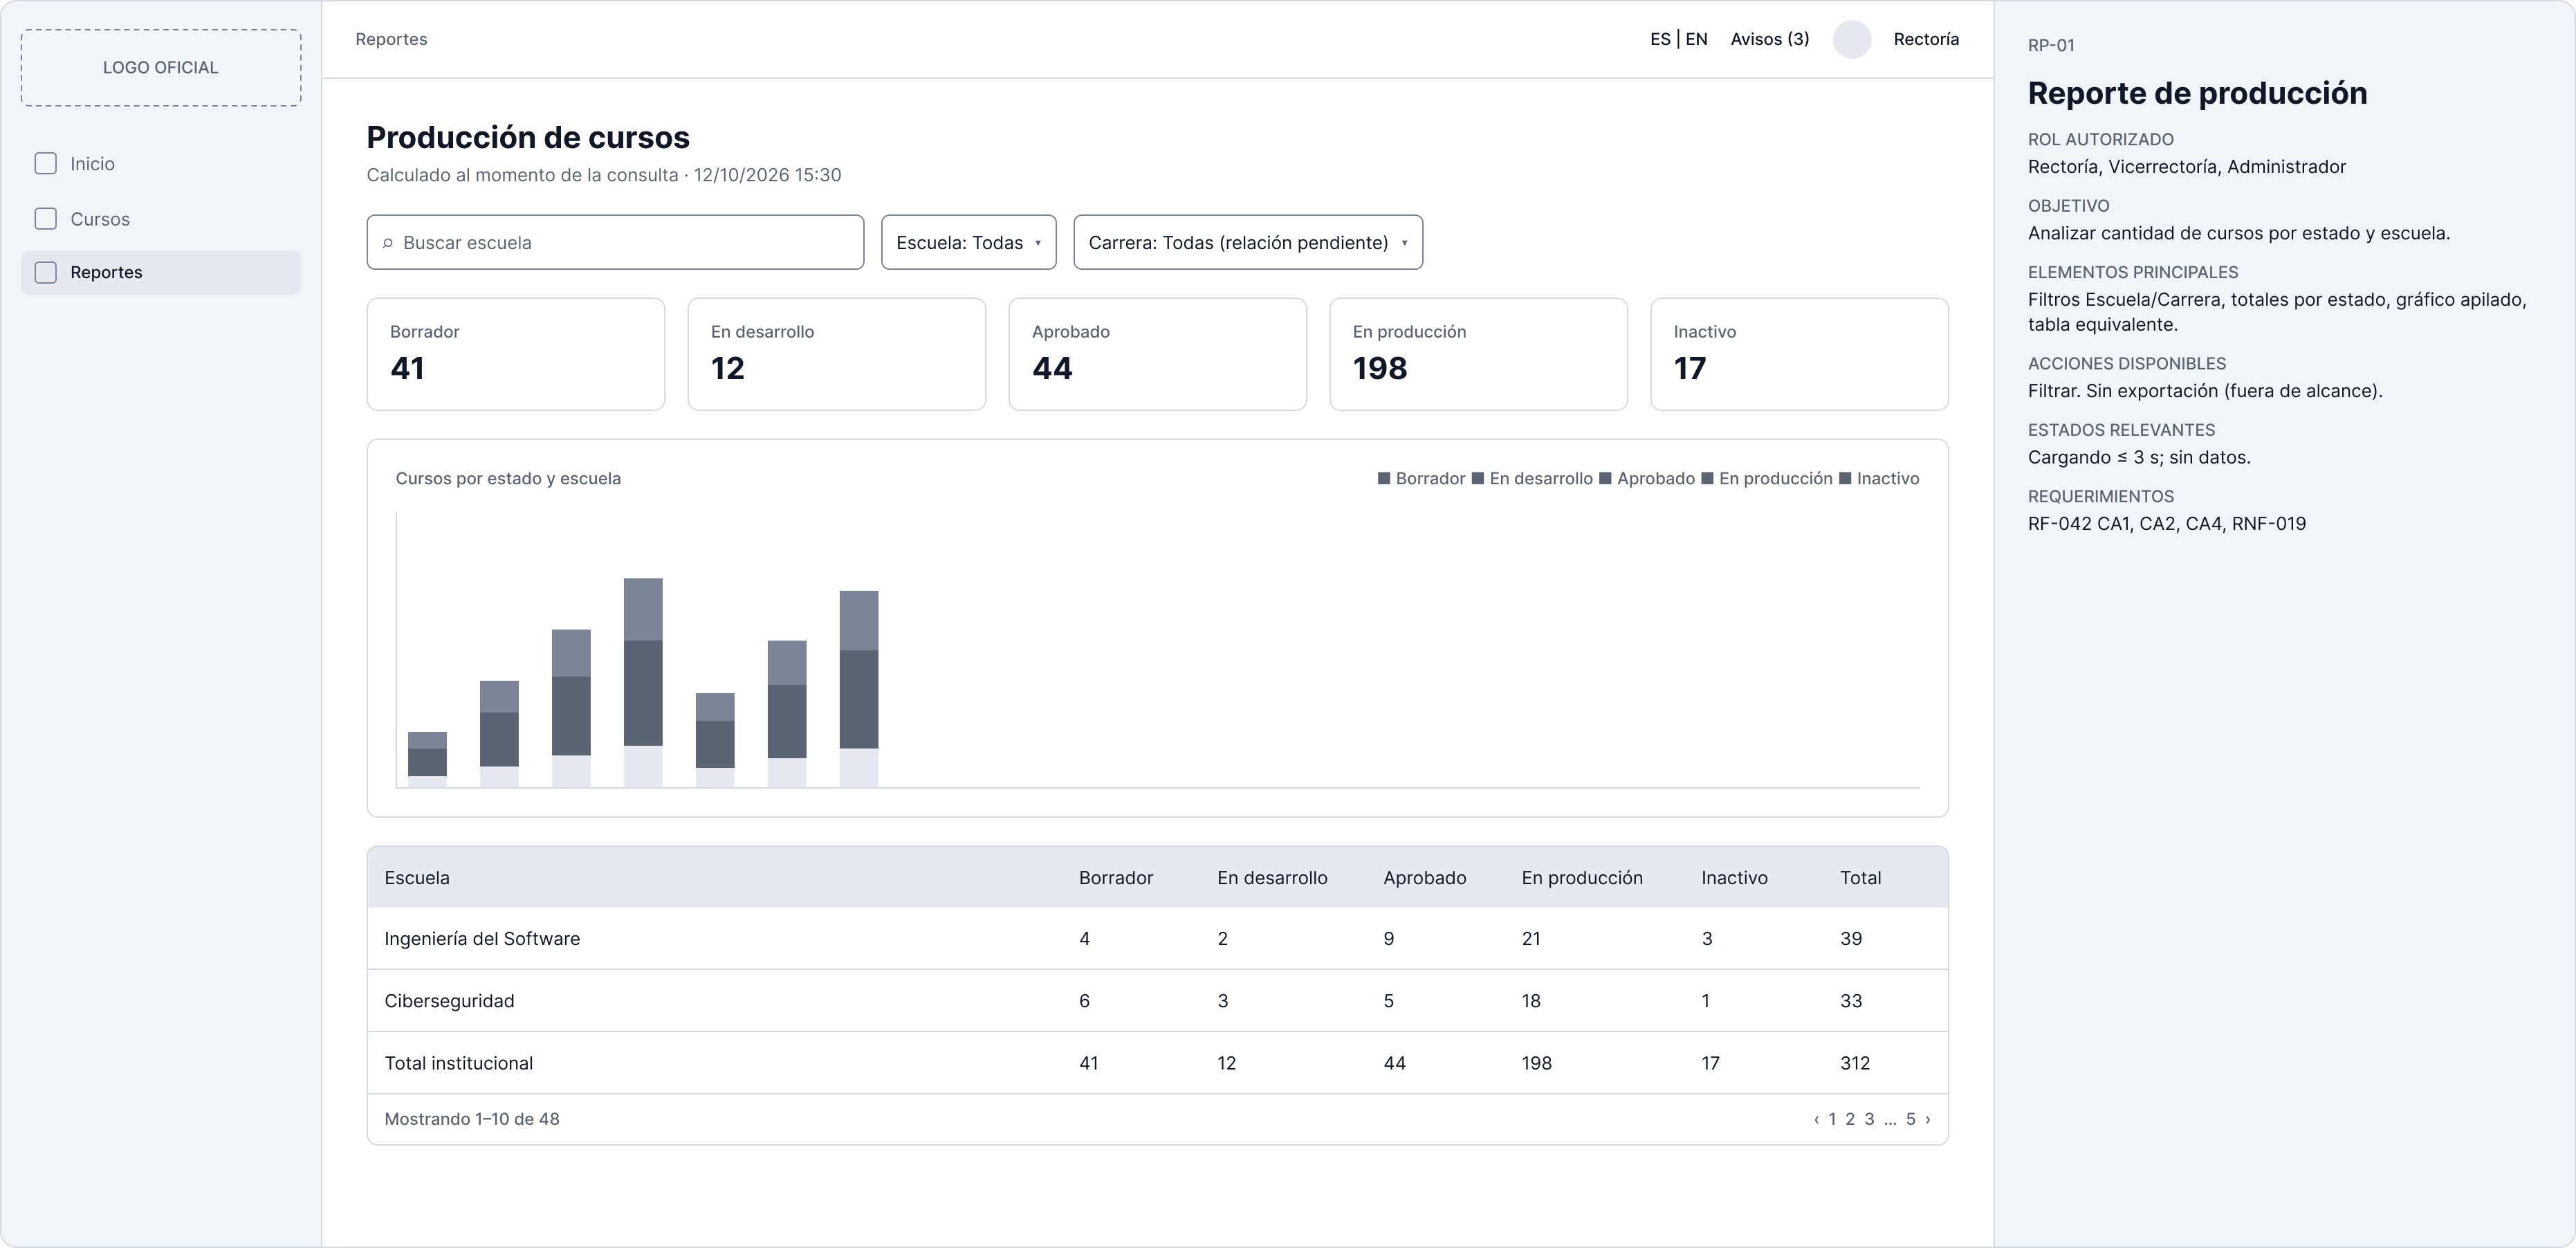 LOGO OFICIAL
Inicio
Cursos
Reportes
Reportes
ES | EN Avisos (3) Rectoría
Producción de cursos
Calculado al momento de la consulta · 12/10/2026 15:30
⌕ Buscar escuela
Escuela: Todas ▾
Carrera: Todas (relación pendiente) ▾
Borrador
41
En desarrollo
12
Aprobado
44
En producción
198
Inactivo
17
Cursos por estado y escuela
■ Borrador ■ En desarrollo ■ Aprobado ■ En producción ■ Inactivo
Escuela Borrador En desarrollo Aprobado En producción Inactivo Total
Ingeniería del Software 4 2 9 21 3 39
Ciberseguridad 6 3 5 18 1 33
Total institucional 41 12 44 198 17 312
Mostrando 1–10 de 48 ‹ 1 2 3 … 5 ›
RP-01
Reporte de producción
ROL AUTORIZADO
Rectoría, Vicerrectoría, Administrador
OBJETIVO
Analizar cantidad de cursos por estado y escuela.
ELEMENTOS PRINCIPALES
Filtros Escuela/Carrera, totales por estado, gráfico apilado,
tabla equivalente.
ACCIONES DISPONIBLES
Filtrar. Sin exportación (fuera de alcance).
ESTADOS RELEVANTES
Cargando ≤ 3 s; sin datos.
REQUERIMIENTOS
RF-042 CA1, CA2, CA4, RNF-019